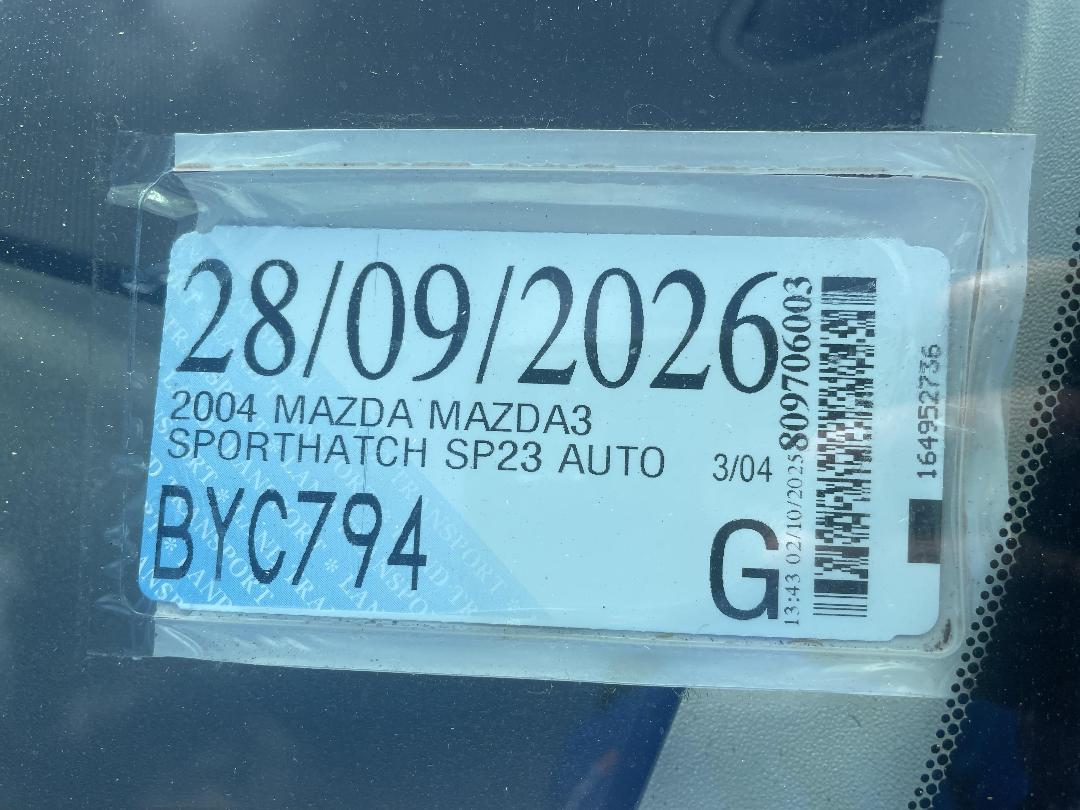 28/09/2026
2004 MAZDA MAZDA3
SPORTHATCH SP23 AUTO 3/04
BYC794 G
13:43 02/10/2025 809706003
164952736